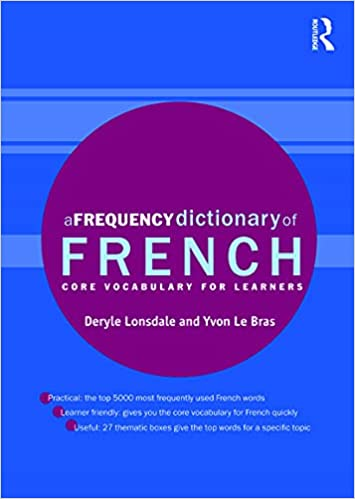 R
ROUTLEDGE
a FREQUENCY dictionary of
FRENCH
CORE VOCABULARY FOR LEARNERS
Deryle Lonsdale and Yvon Le Bras
Practical: the top 5000 most frequently used French words
Learner friendly: gives you the core vocabulary for French quickly
Useful: 27 thematic boxes give the top words for a specific topic